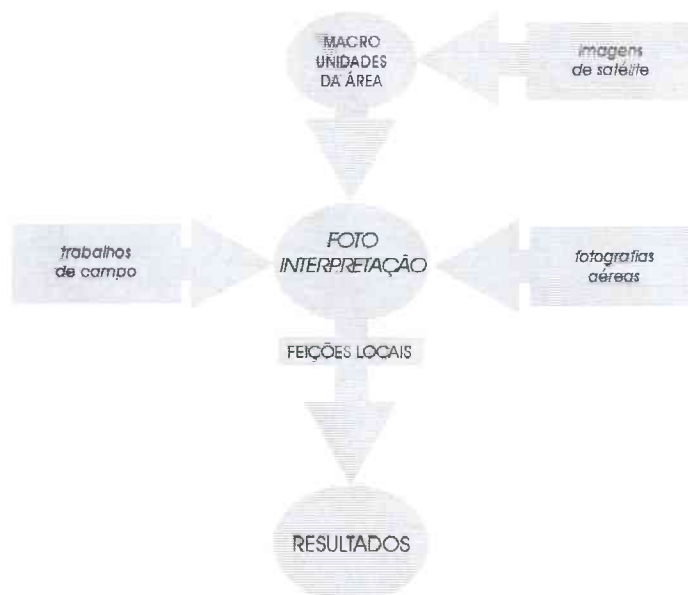 MACRO
UNIDADES
DA ÁREA
imagens
de satélite
trabalhos
de campo
FOTO
INTERPRETAÇÃO
fotografias
aéreas
FEIÇÕES LOCAIS
RESULTADOS